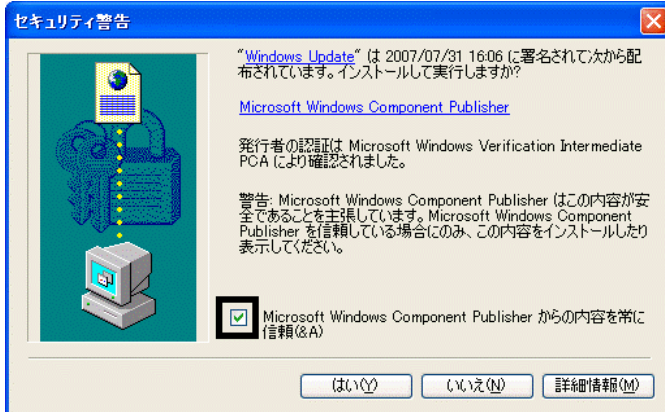 セキュリティ警告
"Windows Update" は 2007/07/31 16:06 に署名されて次から配
布されています。インストールして実行しますか?
Microsoft Windows Component Publisher
発行者の認証は Microsoft Windows Verification Intermediate
PCA により確認されました。
警告: Microsoft Windows Component Publisher はこの内容が安
全であることを主張しています。Microsoft Windows Component
Publisher を信頼している場合にのみ、この内容をインストールしたり
表示してください。
Microsoft Windows Component Publisher からの内容を常に
信頼(&A)
はい(Y)
いいえ(N)
詳細情報(M)